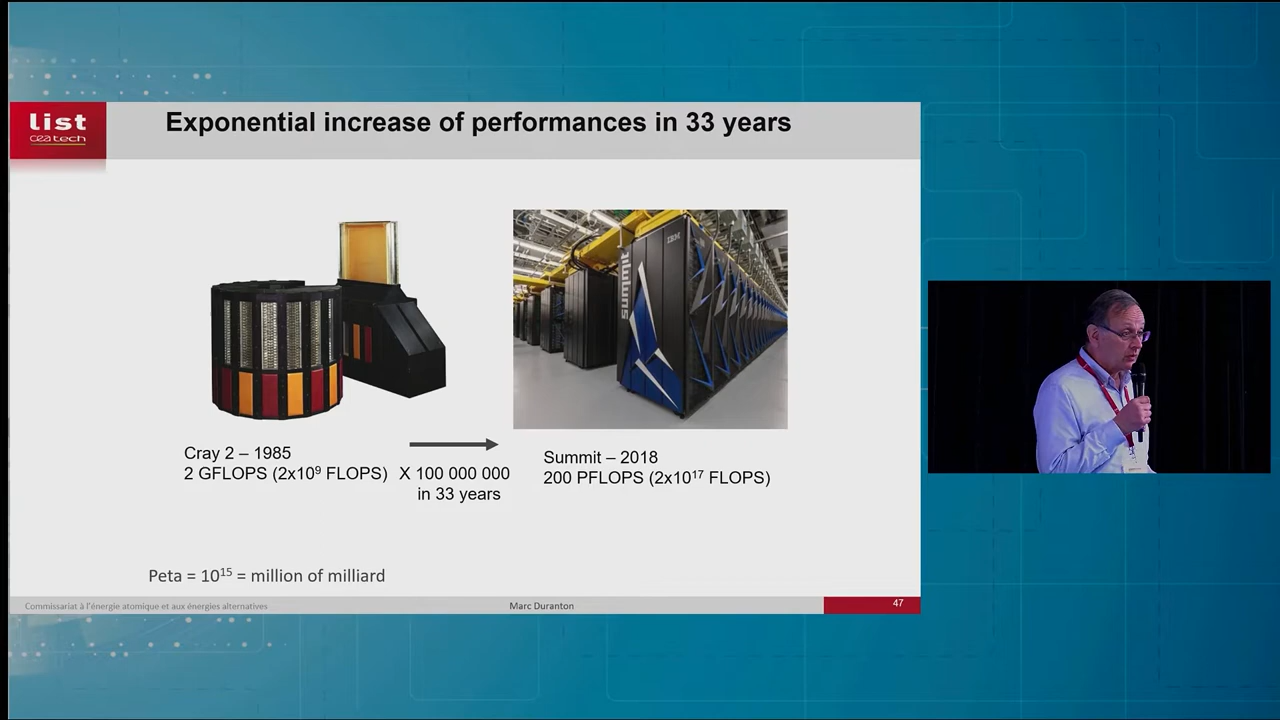 list
ceatech
Exponential increase of performances in 33 years
IBM
summit
Cray 2 – 1985
2 GFLOPS (2x10⁹ FLOPS)
X 100 000 000
in 33 years
Summit – 2018
200 PFLOPS (2x10¹⁷ FLOPS)
Peta = 10¹⁵ = million of milliard
Commissariat à l'énergie atomique et aux énergies alternatives
Marc Duranton
47